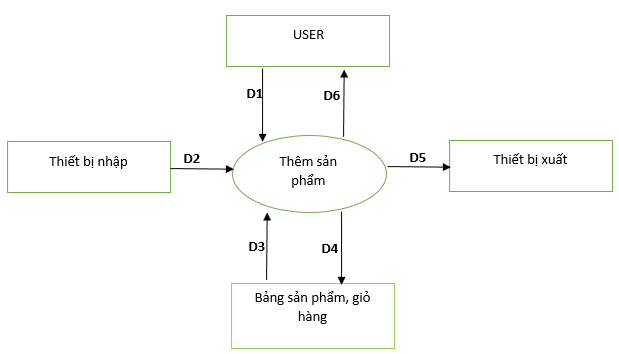 USER
D1
D6
Thiết bị nhập
D2
Thêm sản
phẩm
D5
Thiết bị xuất
D3
D4
Bảng sản phẩm, giỏ
hàng